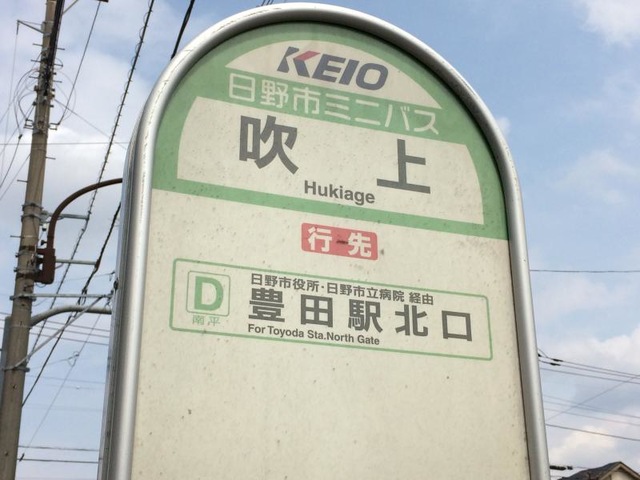 KEIO
日野市ミニバス
吹上
Hukiage
行先
D
南平
日野市役所・日野市立病院 経由
豊田駅北口
For Toyoda Sta.North Gate